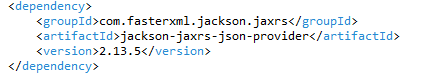 <dependency>
<groupId>com.fasterxml.jackson.jaxrs</groupId>
<artifactId>jackson-jaxrs-json-provider</artifactId>
<version>2.13.5</version>
</dependency>